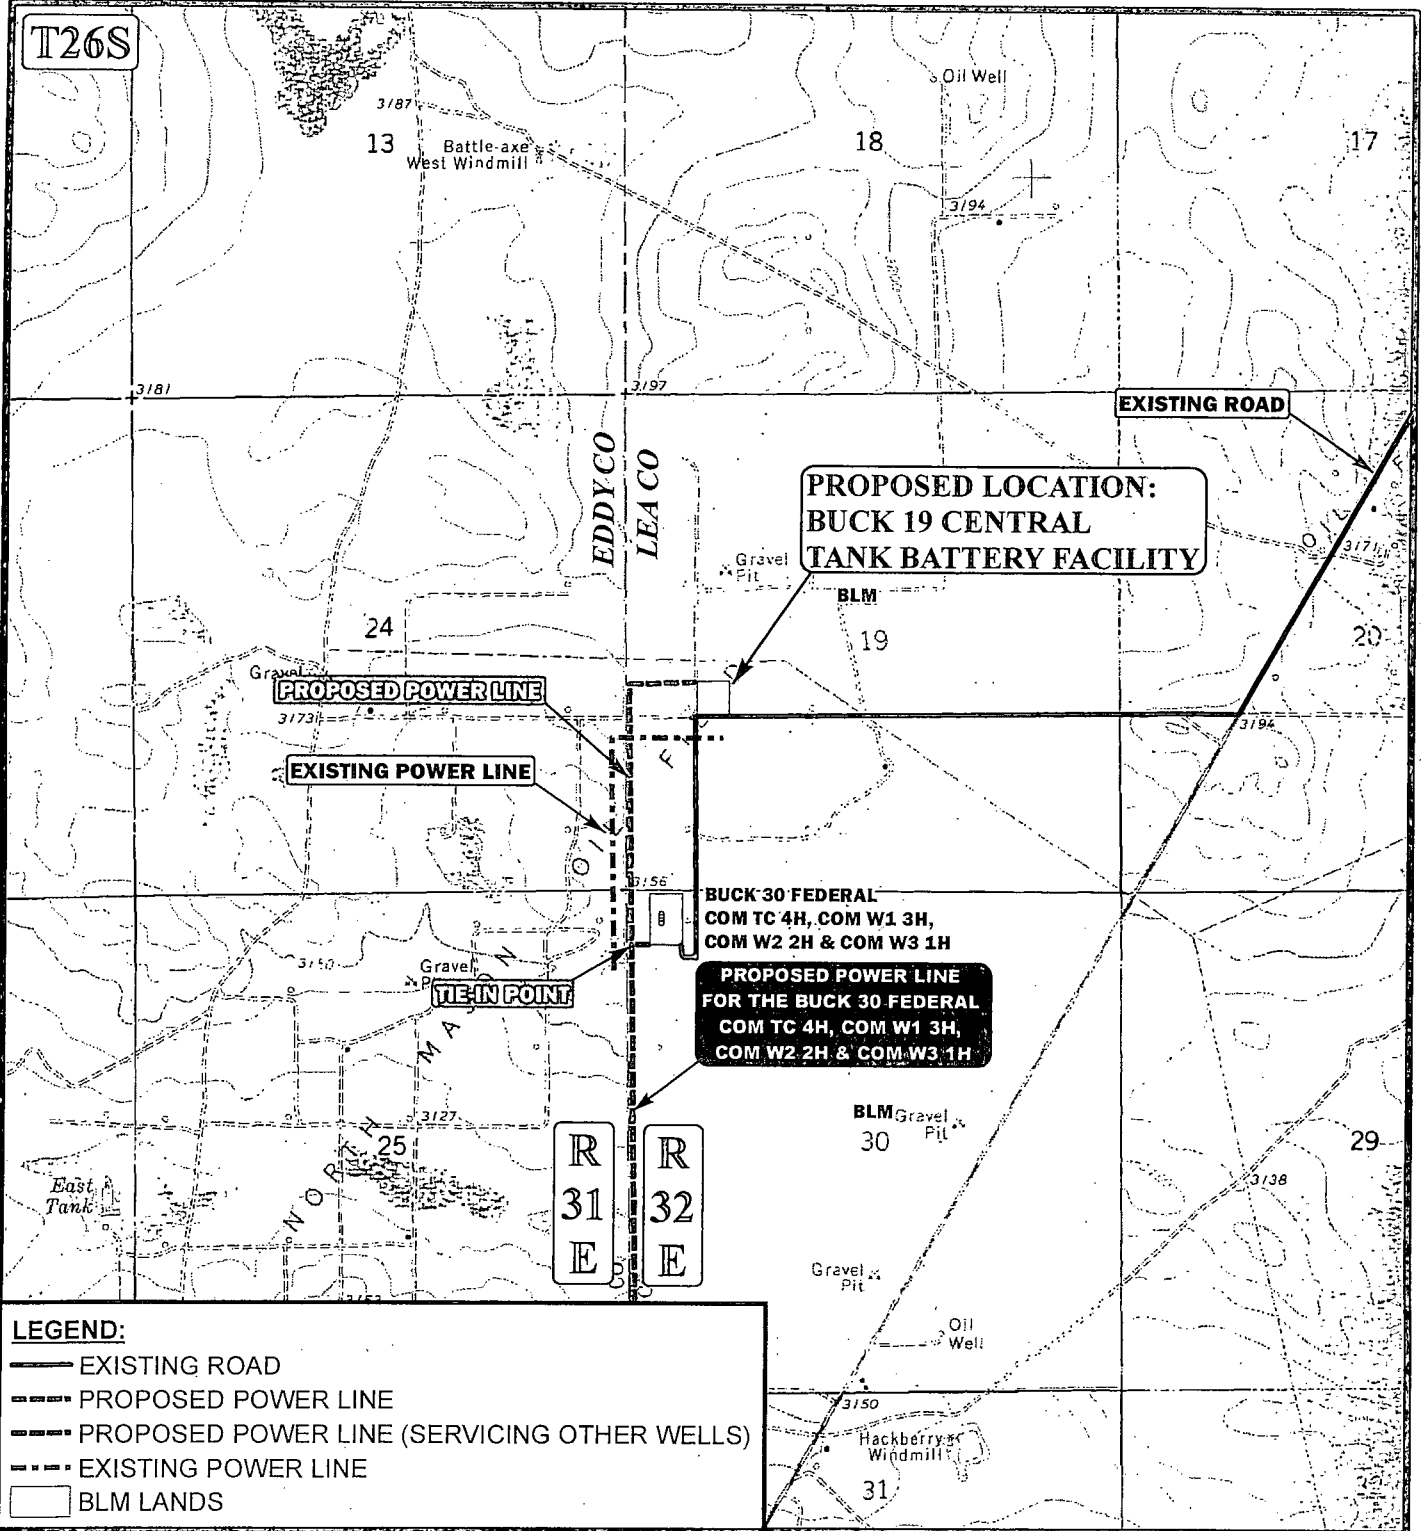 T26S
Oil Well
3187
13
Battle-axe
West Windmill
18
17
3194
3181
3197
EXISTING ROAD
EDDY CO
LEA CO
PROPOSED LOCATION:
BUCK 19 CENTRAL
TANK BATTERY FACILITY
OIL
3171
Gravel
Pit
BLM
24
19
20
Gravel
PROPOSED POWER LINE
3173
3194
EXISTING POWER LINE
OIL
3156
BUCK 30 FEDERAL
COM TC 4H, COM W1 3H,
COM W2 2H & COM W3 1H
Gravel
TIE-IN POINT
PROPOSED POWER LINE
FOR THE BUCK 30 FEDERAL
COM TC 4H, COM W1 3H,
COM W2 2H & COM W3 1H
NORTH MASON
3127
25
BLM
Gravel
Pit
30
29
R
31
E
R
32
E
East
Tank
3138
Gravel
Pit
Oil
Well
3150
Hackberry
Windmill
31
LEGEND:
EXISTING ROAD
PROPOSED POWER LINE
PROPOSED POWER LINE (SERVICING OTHER WELLS)
EXISTING POWER LINE
BLM LANDS